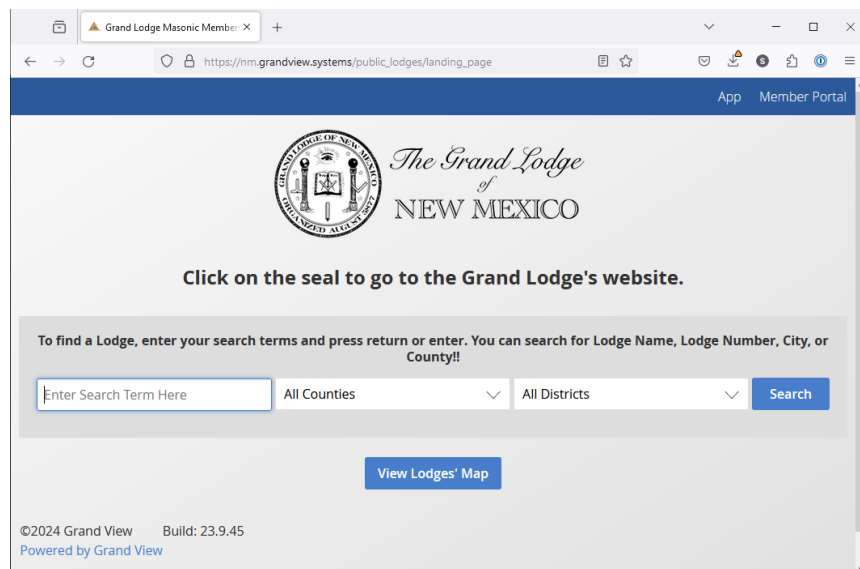 Grand Lodge Masonic Member
https://nm.grandview.systems/public_lodges/landing_page
App Member Portal
GRAND LODGE OF NEW MEXICO
ORGANIZED AUGUST 5877
The Grand Lodge
of
NEW MEXICO
Click on the seal to go to the Grand Lodge's website.
To find a Lodge, enter your search terms and press return or enter. You can search for Lodge Name, Lodge Number, City, or
County!!
Enter Search Term Here All Counties All Districts Search
View Lodges' Map
©2024 Grand View Build: 23.9.45
Powered by Grand View